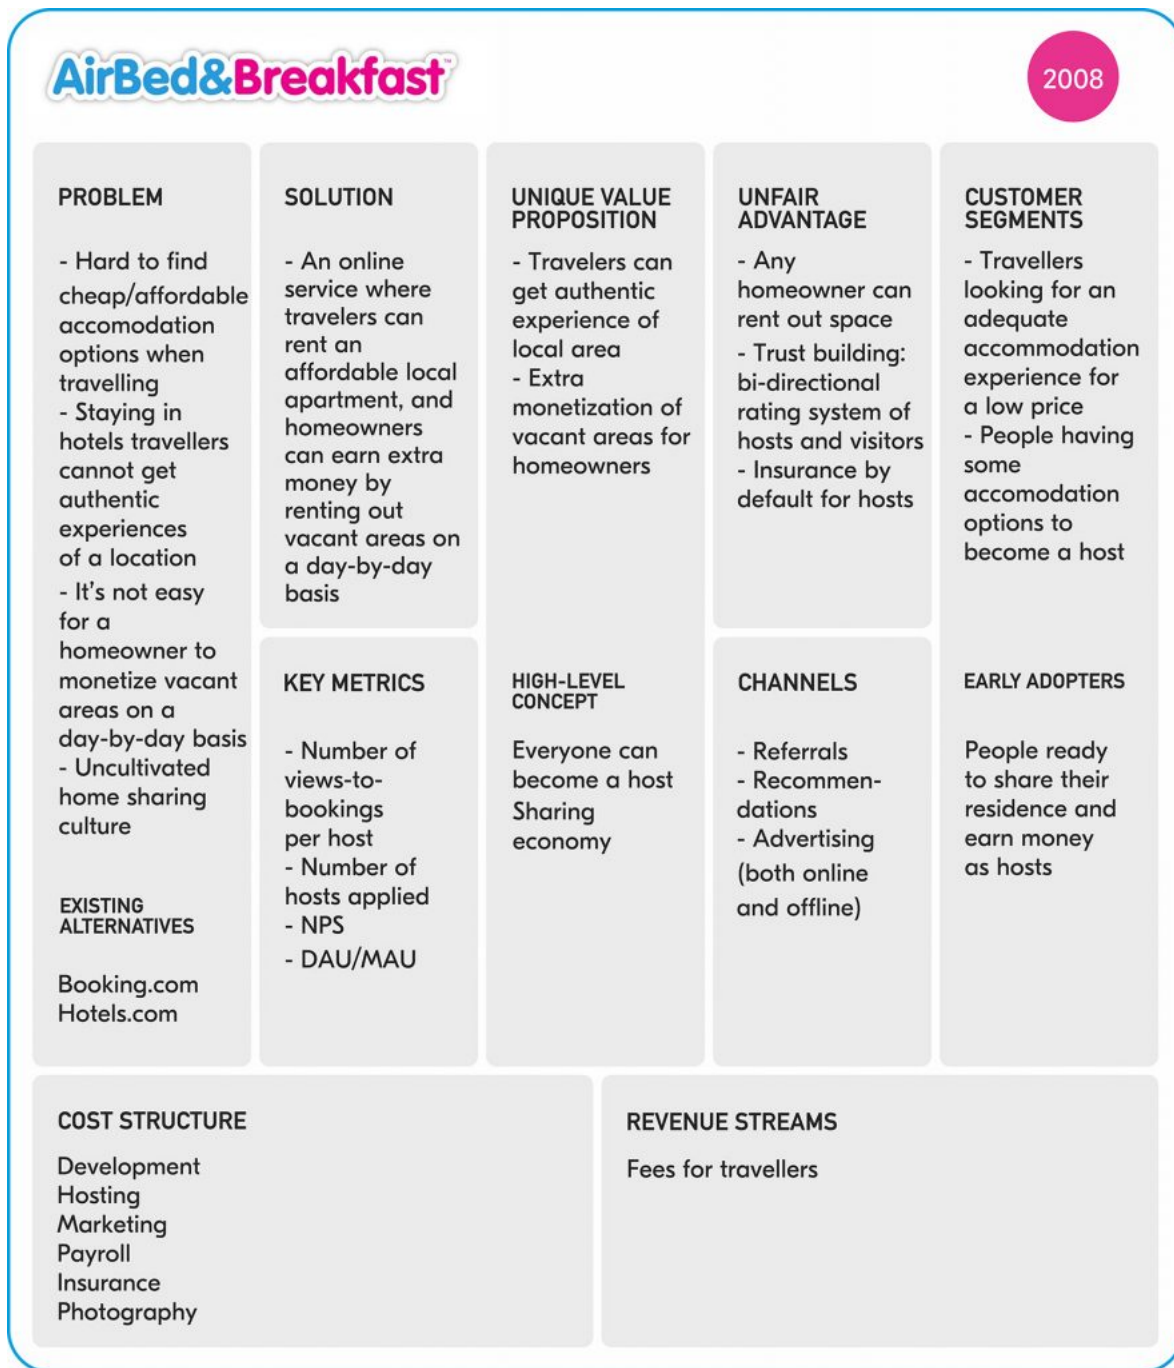 AirBed&Breakfast™
2008
PROBLEM
- Hard to find
cheap/affordable
accomodation
options when
travelling
- Staying in
hotels travellers
cannot get
authentic
experiences
of a location
- It's not easy
for a
homeowner to
monetize vacant
areas on a
day-by-day basis
- Uncultivated
home sharing
culture
EXISTING
ALTERNATIVES
Booking.com
Hotels.com
SOLUTION
- An online
service where
travelers can
rent an
affordable local
apartment, and
homeowners
can earn extra
money by
renting out
vacant areas on
a day-by-day
basis
KEY METRICS
- Number of
views-to-
bookings
per host
- Number of
hosts applied
- NPS
- DAU/MAU
UNIQUE VALUE
PROPOSITION
- Travelers can
get authentic
experience of
local area
- Extra
monetization of
vacant areas for
homeowners
HIGH-LEVEL
CONCEPT
Everyone can
become a host
Sharing
economy
UNFAIR
ADVANTAGE
- Any
homeowner can
rent out space
- Trust building:
bi-directional
rating system of
hosts and visitors
- Insurance by
default for hosts
CHANNELS
- Referrals
- Recommen-
dations
- Advertising
(both online
and offline)
CUSTOMER
SEGMENTS
- Travellers
looking for an
adequate
accommodation
experience for
a low price
- People having
some
accomodation
options to
become a host
EARLY ADOPTERS
People ready
to share their
residence and
earn money
as hosts
COST STRUCTURE
Development
Hosting
Marketing
Payroll
Insurance
Photography
REVENUE STREAMS
Fees for travellers